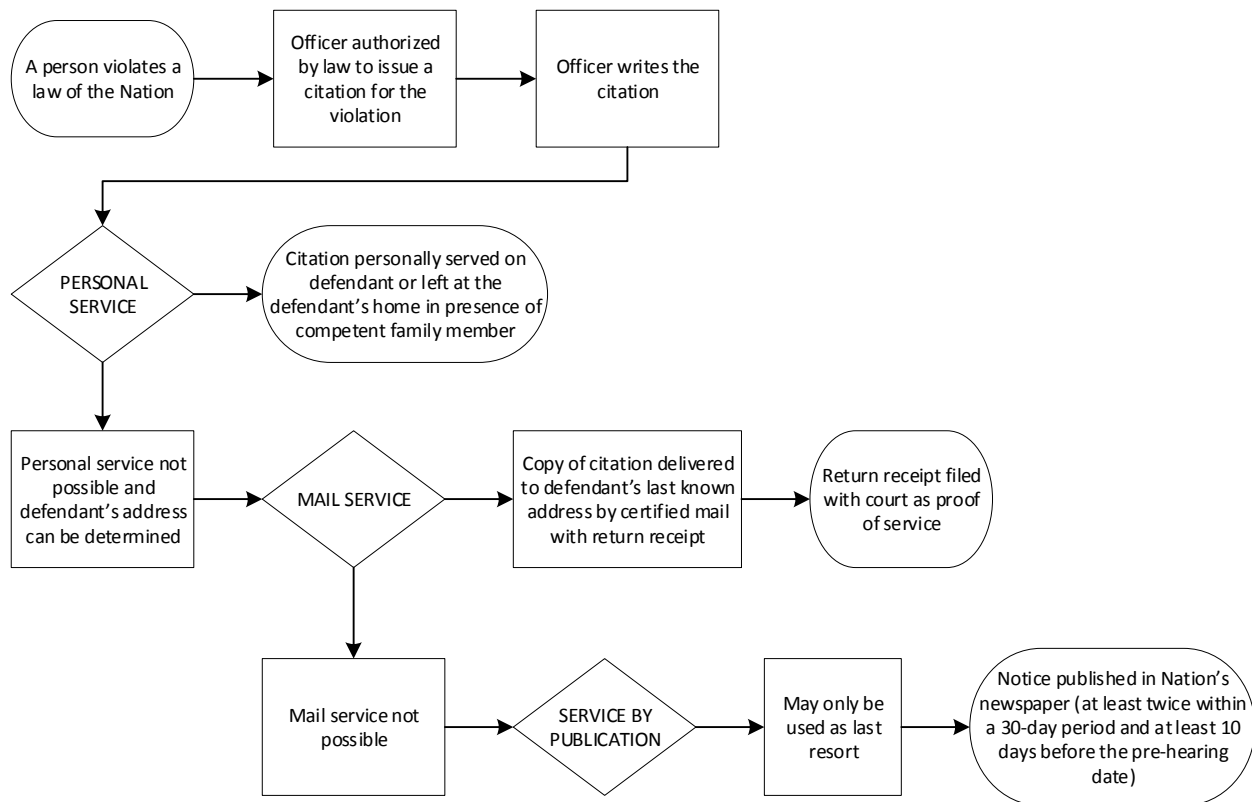 A person violates a
law of the Nation
Officer authorized
by law to issue a
citation for the
violation
Officer writes the
citation
PERSONAL
SERVICE
Citation personally served on
defendant or left at the
defendant’s home in presence of
competent family member
Personal service not
possible and
defendant’s address
can be determined
MAIL SERVICE
Copy of citation delivered
to defendant’s last known
address by certified mail
with return receipt
Return receipt filed
with court as proof
of service
Mail service not
possible
SERVICE BY
PUBLICATION
May only be
used as last
resort
Notice published in Nation’s
newspaper (at least twice within
a 30-day period and at least 10
days before the pre-hearing
date)